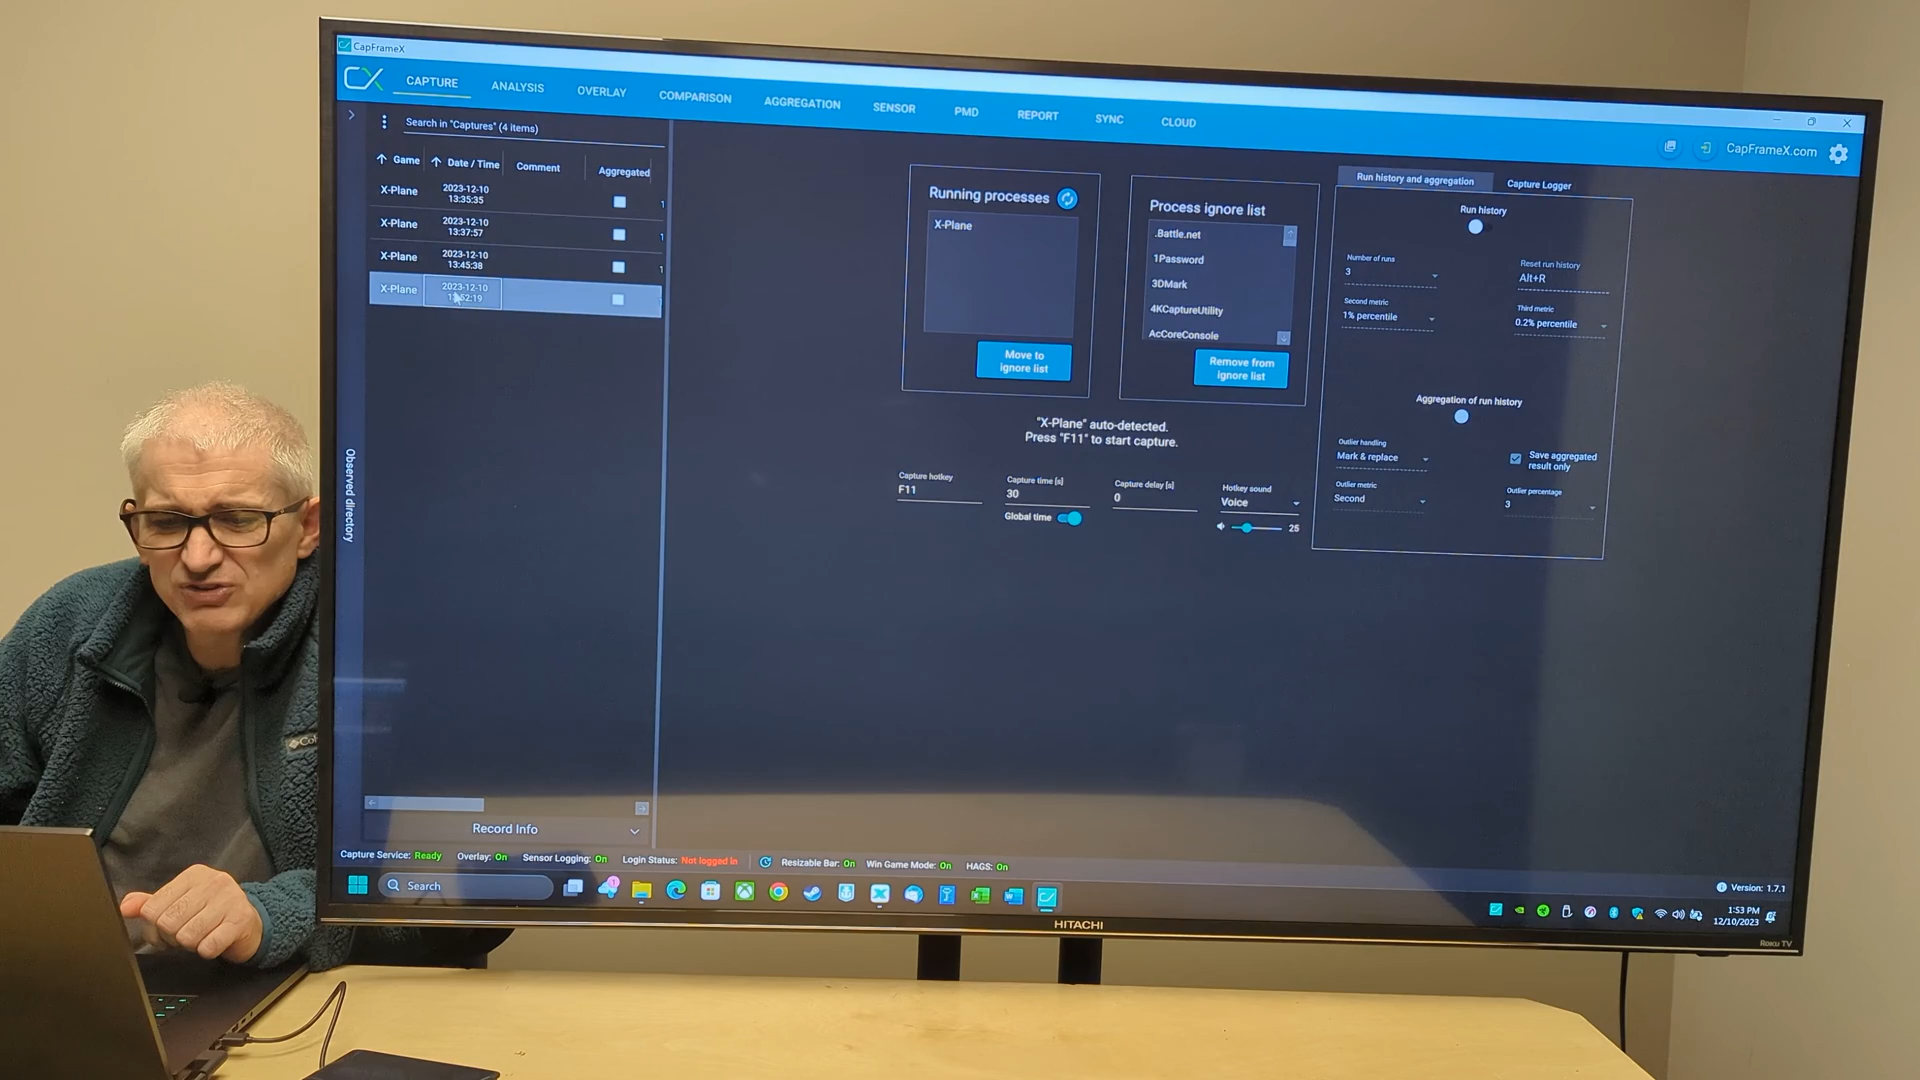 CapFrameX
CX
CAPTURE
ANALYSIS
OVERLAY
COMPARISON
AGGREGATION
SENSOR
PMD
REPORT
SYNC
CLOUD
CapFrameX.com
Search in "Captures" (4 items)
Game
Date / Time
Comment
Aggregated
X-Plane
2023-12-10
13:35:35
1
X-Plane
2023-12-10
13:37:57
1
X-Plane
2023-12-10
13:45:38
1
X-Plane
2023-12-10
Observed directory
Record Info
Running processes
X-Plane
Move to
ignore list
Process ignore list
.Battle.net
1Password
3DMark
4KCaptureUtility
AcCoreConsole
Remove from
ignore list
"X-Plane" auto-detected.
Press "F11" to start capture.
Capture hotkey
F11
Capture time [s]
30
Global time
Capture delay [s]
0
Hotkey sound
Voice
25
Run history and aggregation
Capture Logger
Run history
Number of runs
3
Reset run history
Alt+R
Second metric
1% percentile
Third metric
0.2% percentile
Aggregation of run history
Outlier handling
Mark & replace
Save aggregated
result only
Outlier metric
Second
Outlier percentage
3
Capture Service: Ready
Overlay: On
Sensor Logging: On
Login Status: Not logged in
Resizable Bar: On
Win Game Mode: On
HAGS: On
Version: 1.7.1
Search
1
1:53 PM
12/10/2023
HITACHI
Roku TV
Col